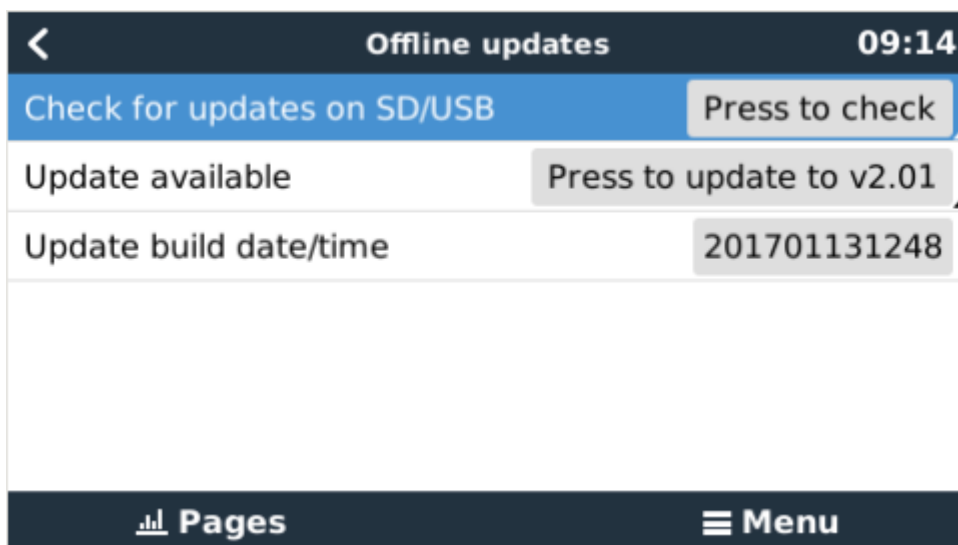 Offline updates 09:14
Check for updates on SD/USB Press to check
Update available Press to update to v2.01
Update build date/time 201701131248
Pages Menu